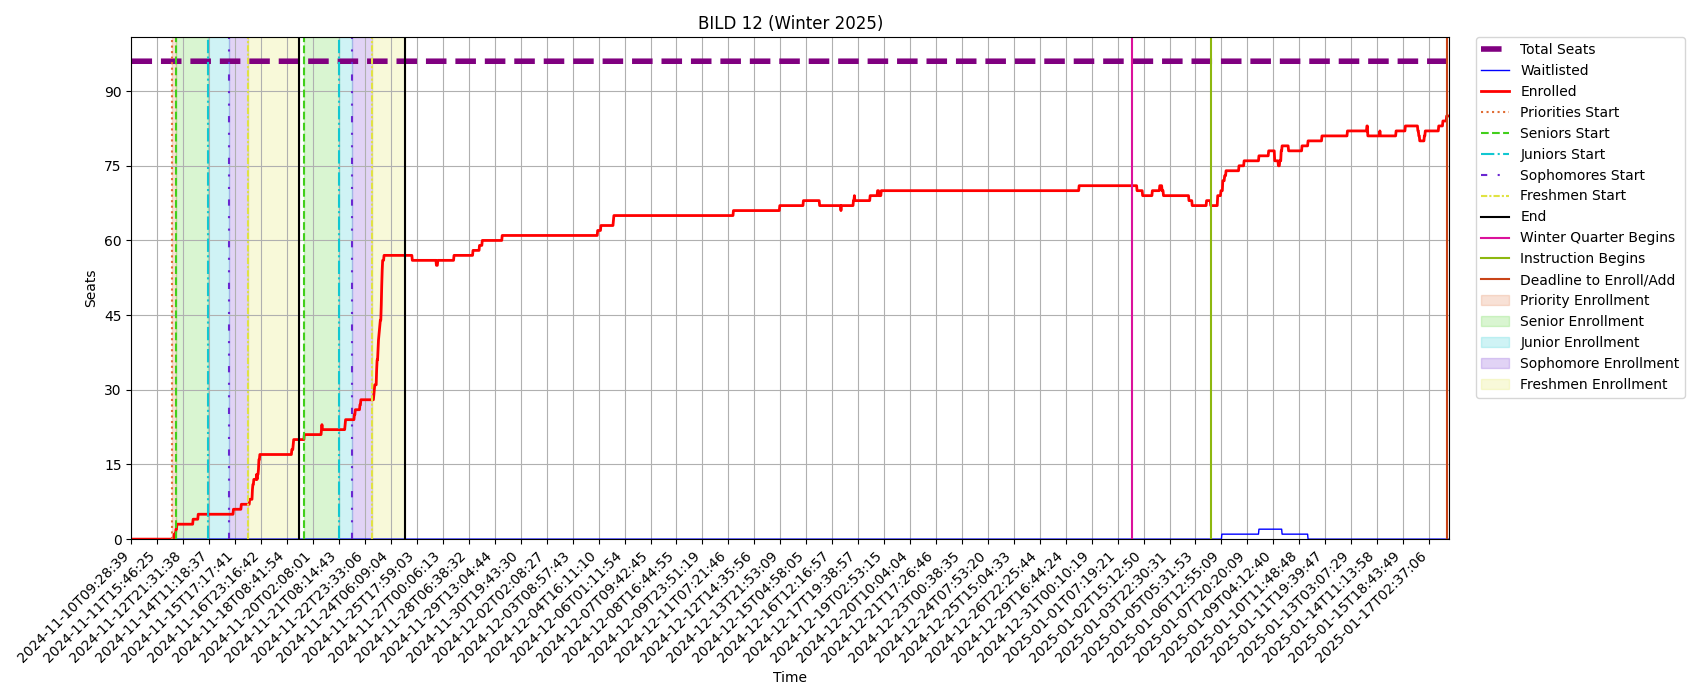 BILD 12 (Winter 2025)
Seats
90
75
60
45
30
15
0
2024-11-10T09:28:39
2024-11-11T15:46:25
2024-11-12T21:31:38
2024-11-14T11:18:37
2024-11-15T17:17:41
2024-11-16T23:16:42
2024-11-18T08:41:54
2024-11-20T02:08:01
2024-11-21T08:14:43
2024-11-22T23:33:06
2024-11-24T06:09:04
2024-11-25T17:59:03
2024-11-27T00:06:13
2024-11-28T06:38:32
2024-11-29T13:04:44
2024-11-30T19:43:30
2024-12-02T02:08:27
2024-12-03T08:57:43
2024-12-04T16:11:10
2024-12-06T01:11:54
2024-12-07T09:42:45
2024-12-08T16:44:55
2024-12-09T23:51:19
2024-12-11T07:21:46
2024-12-12T14:35:56
2024-12-13T21:53:09
2024-12-15T04:58:05
2024-12-16T12:16:57
2024-12-17T19:38:57
2024-12-19T02:53:15
2024-12-20T10:04:04
2024-12-21T17:26:46
2024-12-23T00:38:35
2024-12-24T07:53:20
2024-12-25T15:04:33
2024-12-26T22:25:44
2024-12-29T16:44:24
2024-12-31T00:10:19
2025-01-01T07:19:21
2025-01-02T15:12:50
2025-01-03T22:30:31
2025-01-05T05:31:53
2025-01-06T12:55:09
2025-01-07T20:20:09
2025-01-09T04:12:40
2025-01-10T11:48:48
2025-01-11T19:39:47
2025-01-13T03:07:29
2025-01-14T11:13:58
2025-01-15T18:43:49
2025-01-17T02:37:06
Time
Total Seats
Waitlisted
Enrolled
Priorities Start
Seniors Start
Juniors Start
Sophomores Start
Freshmen Start
End
Winter Quarter Begins
Instruction Begins
Deadline to Enroll/Add
Priority Enrollment
Senior Enrollment
Junior Enrollment
Sophomore Enrollment
Freshmen Enrollment